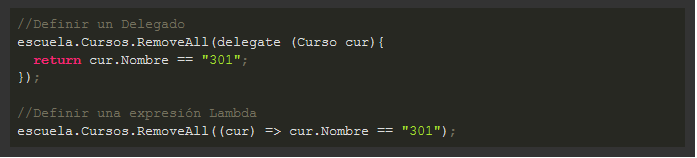 //Definir un Delegado
escuela.Cursos.RemoveAll(delegate (Curso cur){
  return cur.Nombre == "301";
});

//Definir una expresión Lambda
escuela.Cursos.RemoveAll((cur) => cur.Nombre == "301");